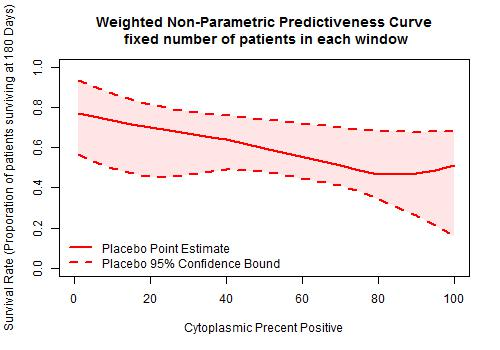 Weighted Non-Parametric Predictiveness Curve
fixed number of patients in each window
Survival Rate (Proporation of patients surviving at 180 Days)
1.0
0.8
0.6
0.4
0.2
0.0
Placebo Point Estimate
Placebo 95% Confidence Bound
0 20 40 60 80 100
Cytoplasmic Precent Positive